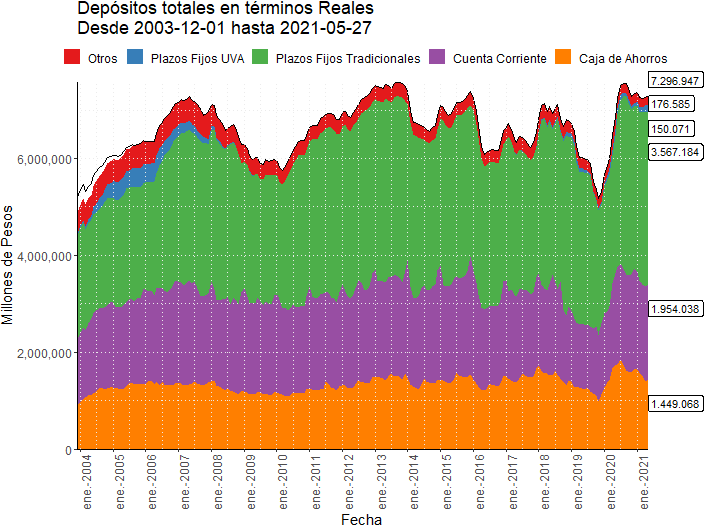 Depósitos totales en términos Reales
Desde 2003-12-01 hasta 2021-05-27
Otros Plazos Fijos UVA Plazos Fijos Tradicionales Cuenta Corriente Caja de Ahorros
Millones de Pesos
6,000,000
4,000,000
2,000,000
0
7.296.947
176.585
150.071
3.567.184
1.954.038
1.449.068
ene.-2004
ene.-2005
ene.-2006
ene.-2007
ene.-2008
ene.-2009
ene.-2010
ene.-2011
ene.-2012
ene.-2013
ene.-2014
ene.-2015
ene.-2016
ene.-2017
ene.-2018
ene.-2019
ene.-2020
ene.-2021
Fecha